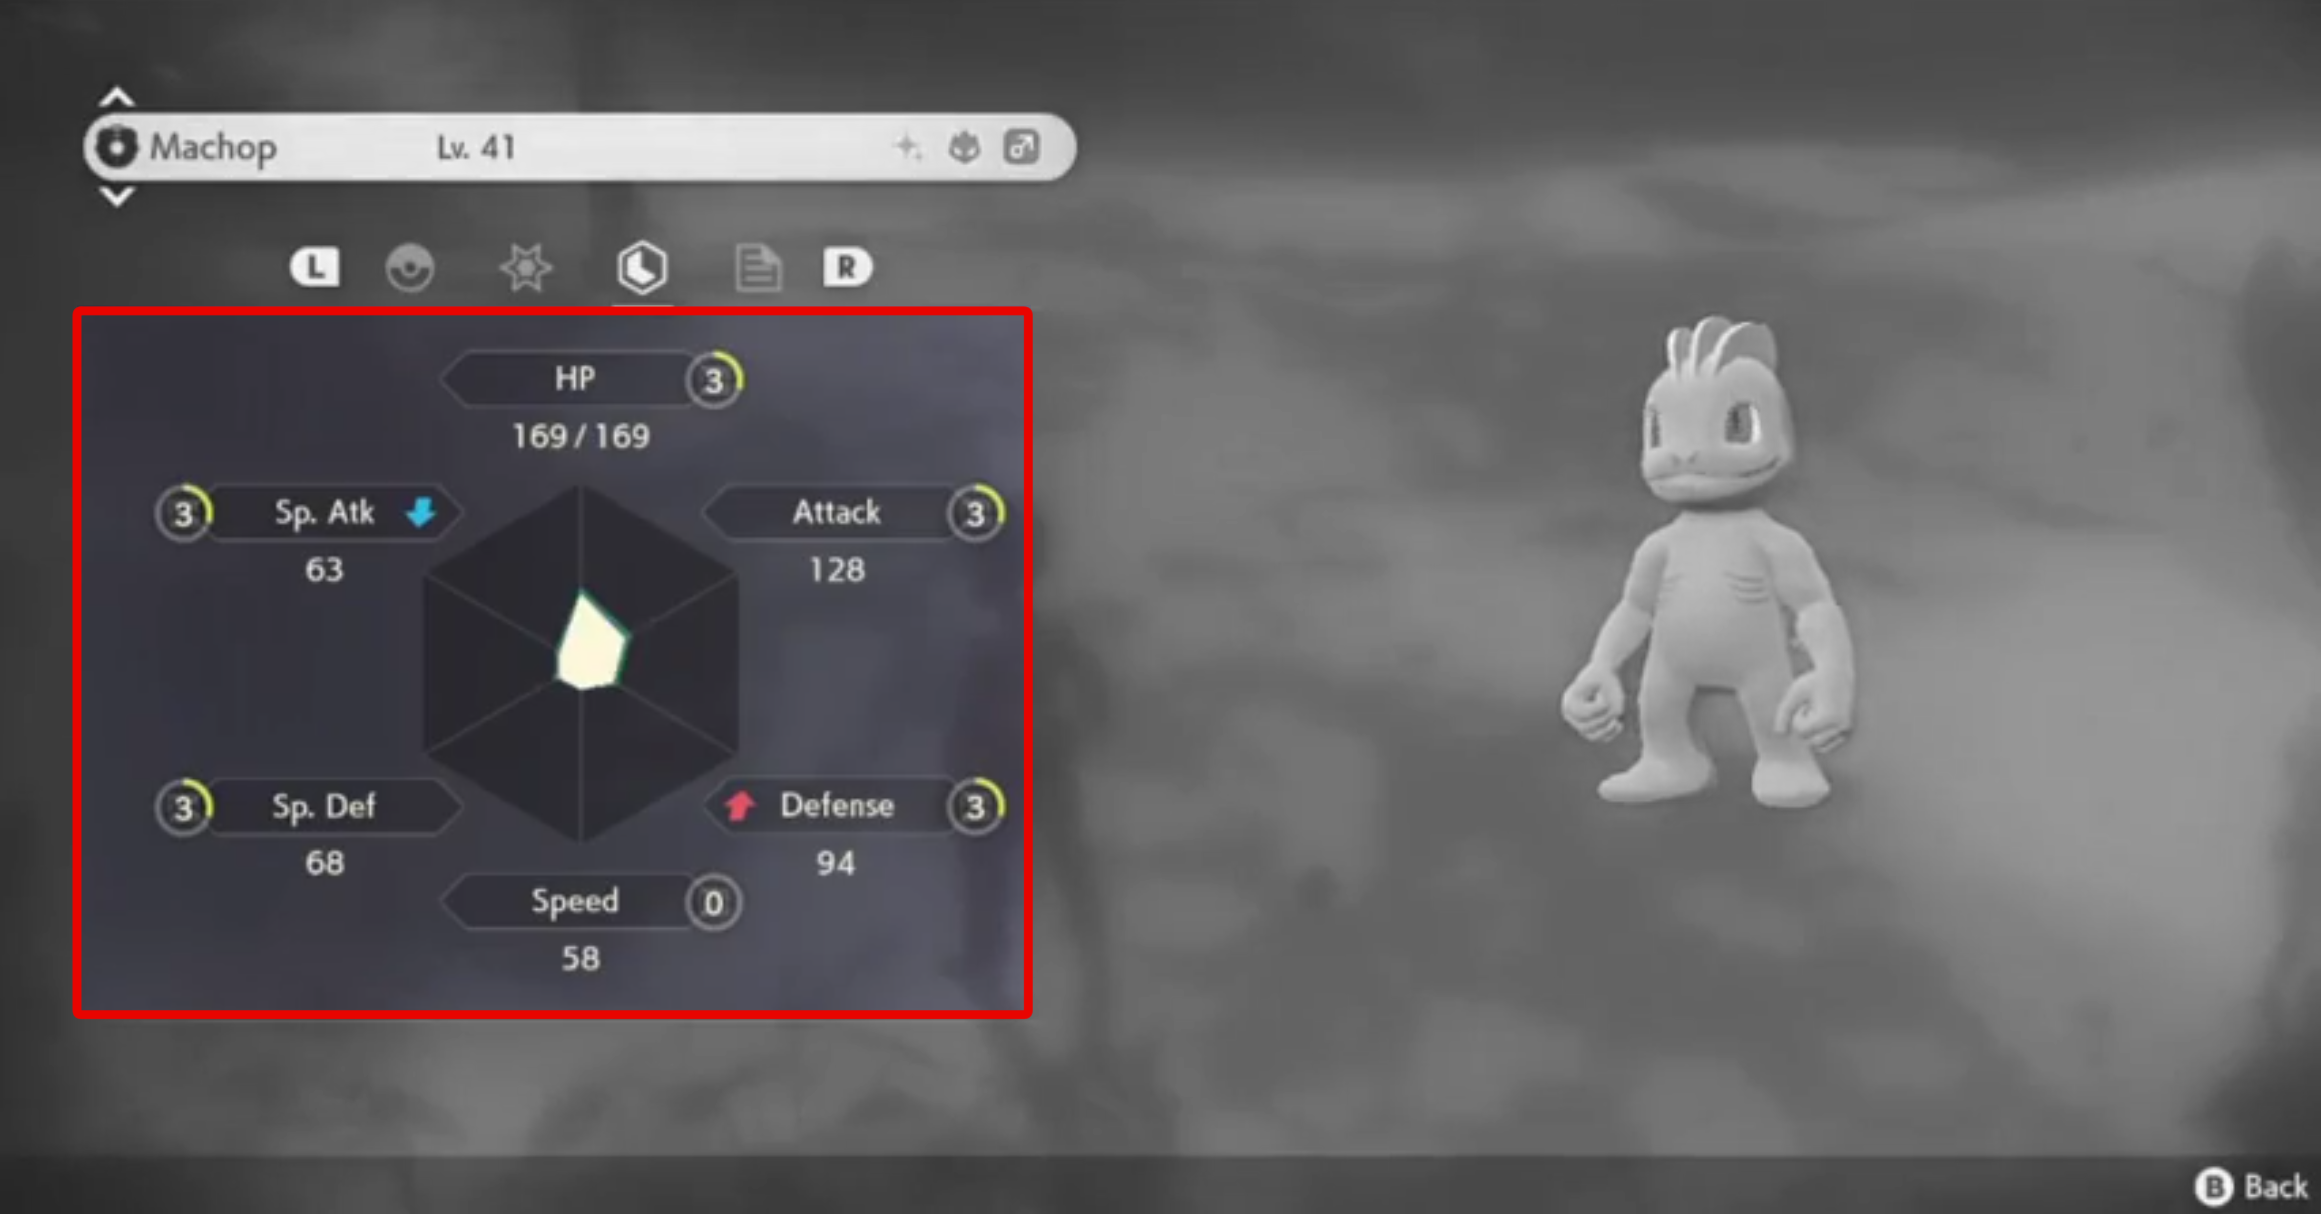 Machop Lv. 41
L R
HP 3
169 / 169
3 Sp. Atk
63
Attack 3
128
3 Sp. Def
68
Defense 3
94
Speed 0
58
B Back